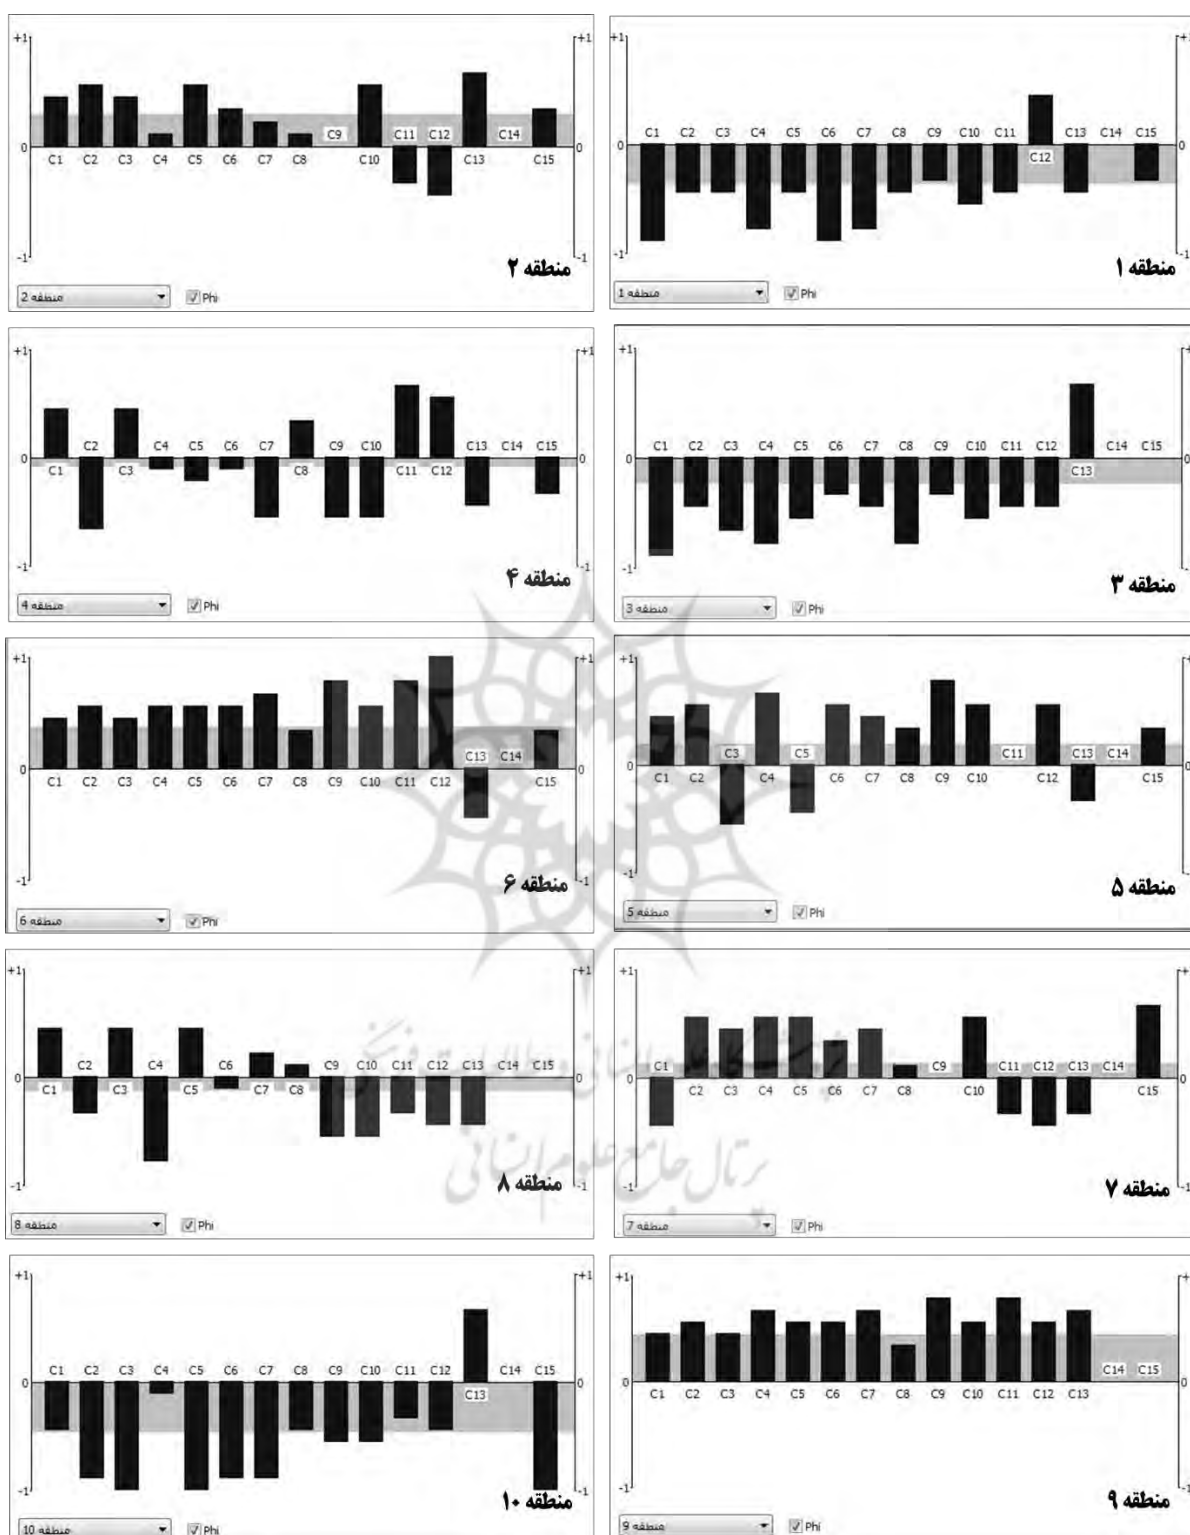 +1 +
C1 C2 C3 C4 C5 C6 C7 C8 C9 C10 C11 C13 C14 C15
0 0
C12
-1 -1
منطقه ۱
منطقه 1 Phi
+1 +1
C9 C11 C12 C14
0 0
C1 C2 C3 C4 C5 C6 C7 C8 C10 C13 C15
-1 -1
منطقه ۲
منطقه 2 Phi
+1 +
C1 C2 C3 C4 C5 C6 C7 C8 C9 C10 C11 C12 C14 C15
0 0
C13
-1 -
منطقه ۳
منطقه 3 Phi
+1 +1
C2 C4 C5 C6 C7 C9 C10 C13 C14 C15
0 0
C1 C3 C8 C11 C12
-1 -1
منطقه ۴
منطقه 4 Phi
+1 +
C3 C5 C11 C13 C14
0 0
C1 C2 C4 C6 C7 C8 C9 C10 C12 C15
-1 -
منطقه ۵
منطقه 5 Phi
+1 +1
C13 C14
0 0
C1 C2 C3 C4 C5 C6 C7 C8 C9 C10 C11 C12 C15
-1 -1
منطقه ۶
منطقه 6 Phi
+1 +
C1 C9 C11 C12 C13 C14
0 0
C2 C3 C4 C5 C6 C7 C8 C10 C15
-1 -1
منطقه ۷
منطقه 7 Phi
+1 +1
C2 C4 C6 C9 C10 C11 C12 C13 C14 C15
0 0
C1 C3 C5 C7 C8
-1 -1
منطقه ۸
منطقه 8 Phi
پژوهشگاه علوم انسانی و مطالعات فرهنگی
پرتال جامع علوم انسانی
+1 +
C14 C15
0 0
C1 C2 C3 C4 C5 C6 C7 C8 C9 C10 C11 C12 C13
-1 -1
منطقه ۹
منطقه 9 Phi
+1 +1
C1 C2 C3 C4 C5 C6 C7 C8 C9 C10 C11 C12 C14 C15
0 0
C13
-1 -1
منطقه ۱۰
منطقه 10 Phi